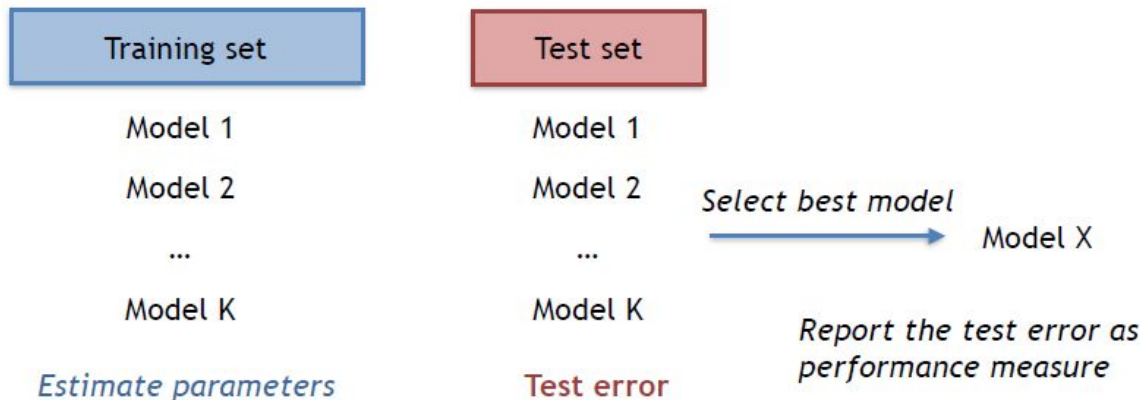 Training set
Test set
Model 1
Model 1
Model 2
Model 2
Select best model
Model X
...
...
Model K
Model K
Report the test error as
performance measure
Estimate parameters
Test error